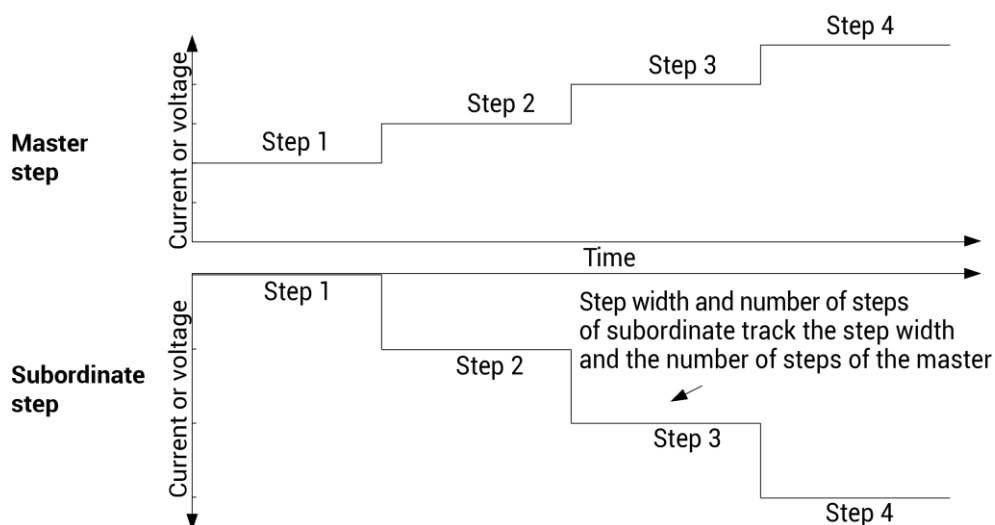 Step 4
Step 3
Step 2
Step 1
Master
step
Current or voltage
Time
Step 1
Step width and number of steps
of subordinate track the step width
and the number of steps of the master
Step 2
Subordinate
step
Current or voltage
Step 3
Step 4